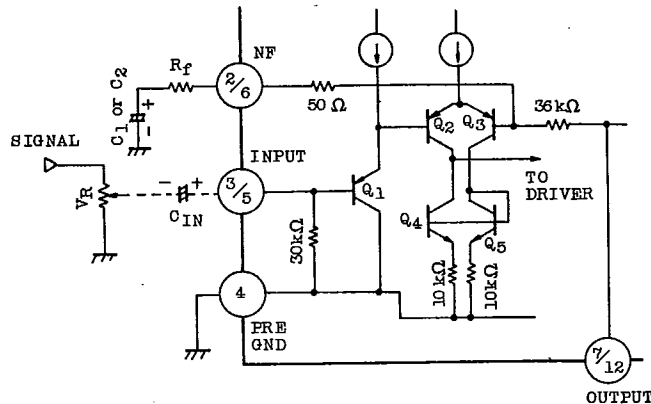 NF
Rf
2/6
C1 or C2
+
-
50 Ω
Q2
Q3
36kΩ
SIGNAL
INPUT
VR
- +
CIN
3/5
Q1
TO
DRIVER
30kΩ
Q4
Q5
10kΩ
10kΩ
4
PRE
GND
7/12
OUTPUT